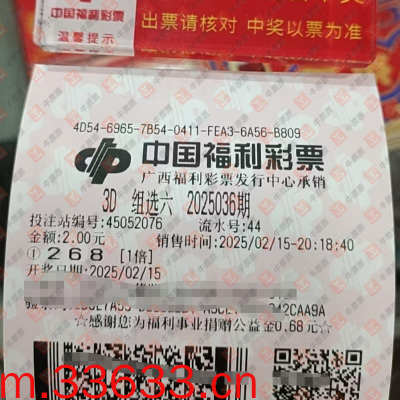 中国福利彩票
温馨提示
出票请核对 中奖以票为准
4D54-6965-7B54-0411-FEA3-6A56-B809
中国福利彩票
广西福利彩票发行中心承销
3D 组选六 2025036期
投注站编号:45052076 流水号:44
金额:2.00元 销售时间:2025/02/15-20:18:40
①268 [1倍]
开奖日期:2025/02/15
☆感谢您为福利事业捐赠公益金0.68元☆
m.33633.cn